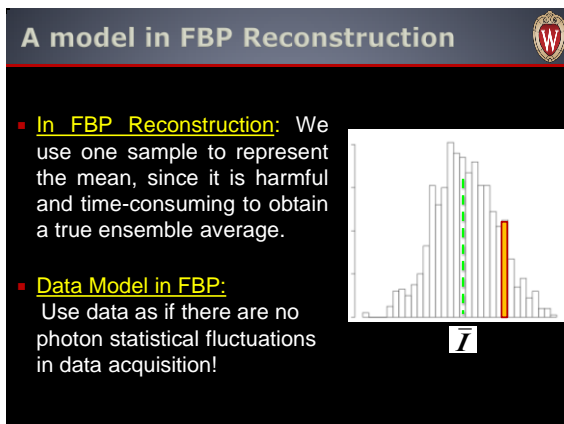 A model in FBP Reconstruction
W
▪ In FBP Reconstruction: We
use one sample to represent
the mean, since it is harmful
and time-consuming to obtain
a true ensemble average.
▪ Data Model in FBP:
Use data as if there are no
photon statistical fluctuations
in data acquisition!
Ī